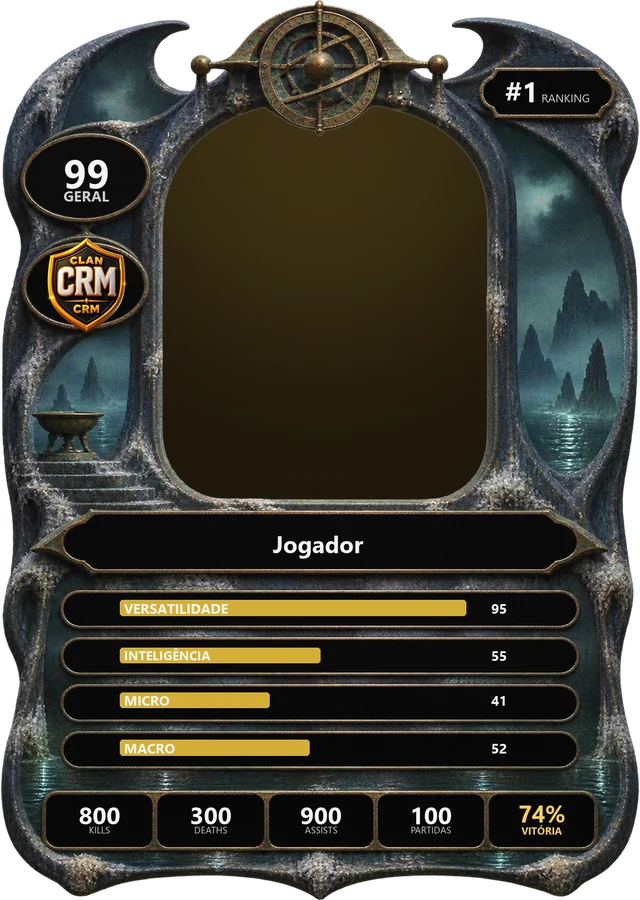 #1 RANKING
99
GERAL
CLAN
CRM
CRM
Jogador
VERSATILIDADE 95
INTELIGÊNCIA 55
MICRO 41
MACRO 52
800 300 900 100 74%
KILLS DEATHS ASSISTS PARTIDAS VITÓRIA